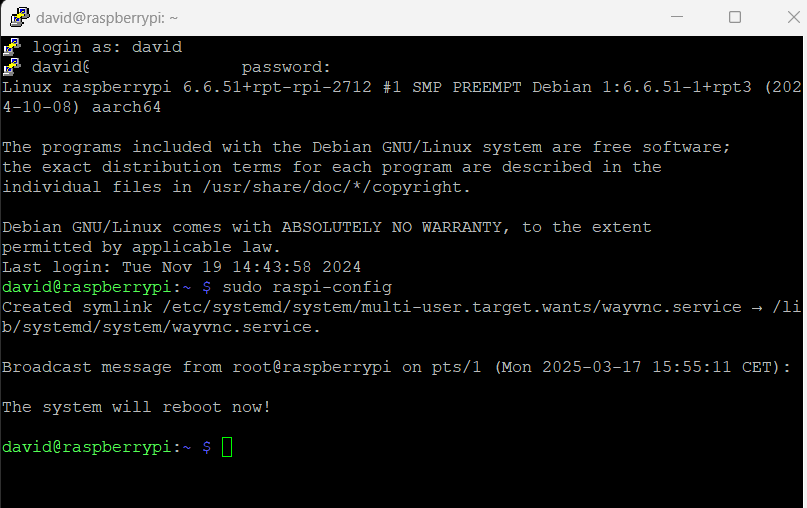 david@raspberrypi: ~
login as: david
david@ password:
Linux raspberrypi 6.6.51+rpt-rpi-2712 #1 SMP PREEMPT Debian 1:6.6.51-1+rpt3 (202
4-10-08) aarch64
The programs included with the Debian GNU/Linux system are free software;
the exact distribution terms for each program are described in the
individual files in /usr/share/doc/*/copyright.
Debian GNU/Linux comes with ABSOLUTELY NO WARRANTY, to the extent
permitted by applicable law.
Last login: Tue Nov 19 14:43:58 2024
david@raspberrypi:~ $ sudo raspi-config
Created symlink /etc/systemd/system/multi-user.target.wants/wayvnc.service → /li
b/systemd/system/wayvnc.service.
Broadcast message from root@raspberrypi on pts/1 (Mon 2025-03-17 15:55:11 CET):
The system will reboot now!
david@raspberrypi:~ $